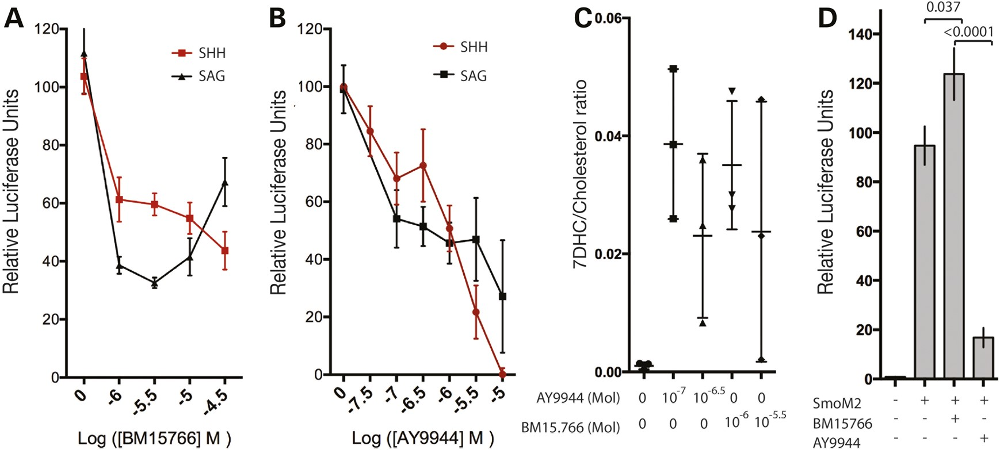 A
Relative Luciferase Units
120
100
80
60
40
20
0
SHH
SAG
0
-6
-5.5
-5
-4.5
Log ([BM15766] M )
B
Relative Luciferase Units
120
100
80
60
40
20
0
SHH
SAG
0
-7.5
-7
-6.5
-6
-5.5
-5
Log ([AY9944] M )
C
7DHC/Cholesterol ratio
0.06
0.04
0.02
0.00
AY9944 (Mol) 0 10-7 10-6.5 0 0
BM15.766 (Mol) 0 0 0 10-6 10-5.5
D
Relative Luciferase Units
0.037
<0.0001
140
120
100
80
60
40
20
0
SmoM2 - + + +
BM15766 - - + -
AY9944 - - - +